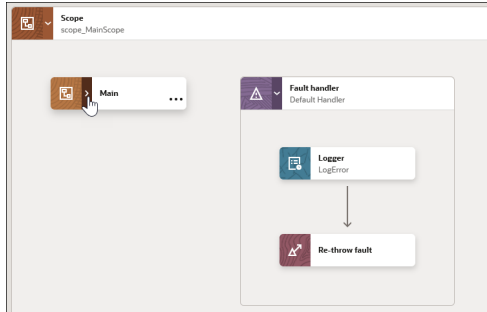 Scope
scope_MainScope
Main
Fault handler
Default Handler
Logger
LogError
Re-throw fault